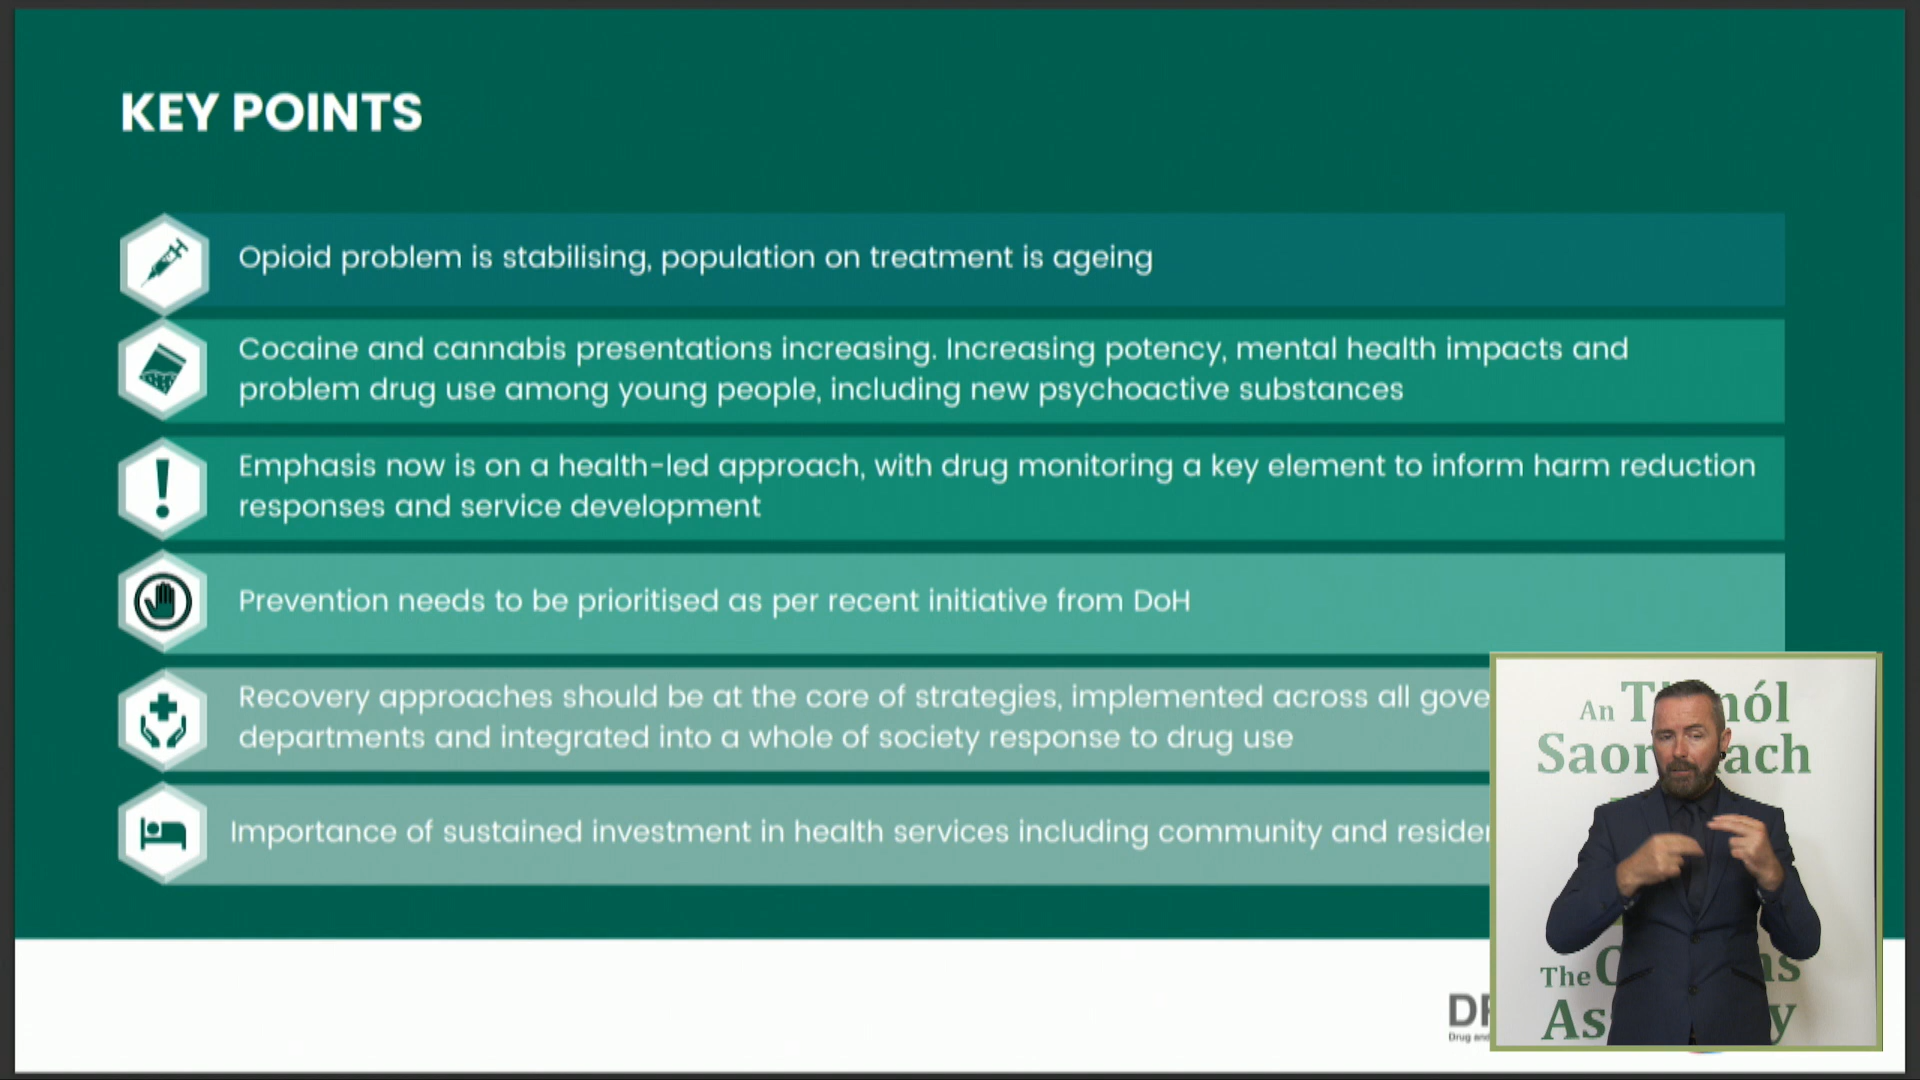 KEY POINTS
Opioid problem is stabilising, population on treatment is ageing
Cocaine and cannabis presentations increasing. Increasing potency, mental health impacts and
problem drug use among young people, including new psychoactive substances
Emphasis now is on a health-led approach, with drug monitoring a key element to inform harm reduction
responses and service development
Prevention needs to be prioritised as per recent initiative from DoH
Recovery approaches should be at the core of strategies, implemented across all
departments and integrated into a whole of society response to drug use
Importance of sustained investment in health services including community and
Drug
An
The